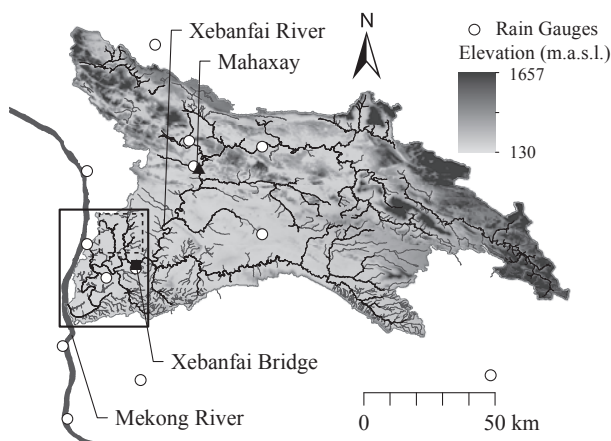 Xebanfai River
Mahaxay
N
Rain Gauges
Elevation (m.a.s.l.)
1657
130
Xebanfai Bridge
Mekong River
0
50 km